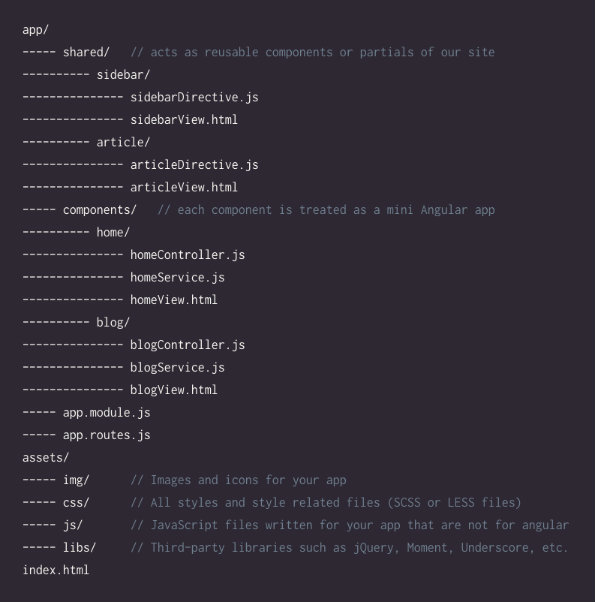 app/
----- shared/   // acts as reusable components or partials of our site
---------- sidebar/
--------------- sidebarDirective.js
--------------- sidebarView.html
---------- article/
--------------- articleDirective.js
--------------- articleView.html
----- components/   // each component is treated as a mini Angular app
---------- home/
--------------- homeController.js
--------------- homeService.js
--------------- homeView.html
---------- blog/
--------------- blogController.js
--------------- blogService.js
--------------- blogView.html
----- app.module.js
----- app.routes.js
assets/
----- img/      // Images and icons for your app
----- css/      // All styles and style related files (SCSS or LESS files)
----- js/       // JavaScript files written for your app that are not for angular
----- libs/     // Third-party libraries such as jQuery, Moment, Underscore, etc.
index.html